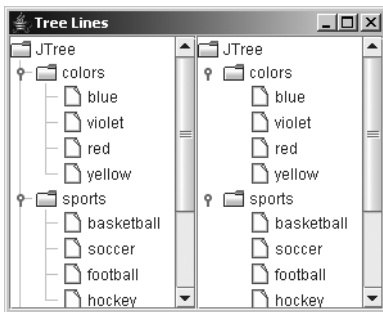 Tree Lines
JTree
colors
blue
violet
red
yellow
sports
basketball
soccer
football
hockey
JTree
colors
blue
violet
red
yellow
sports
basketball
soccer
football
hockey